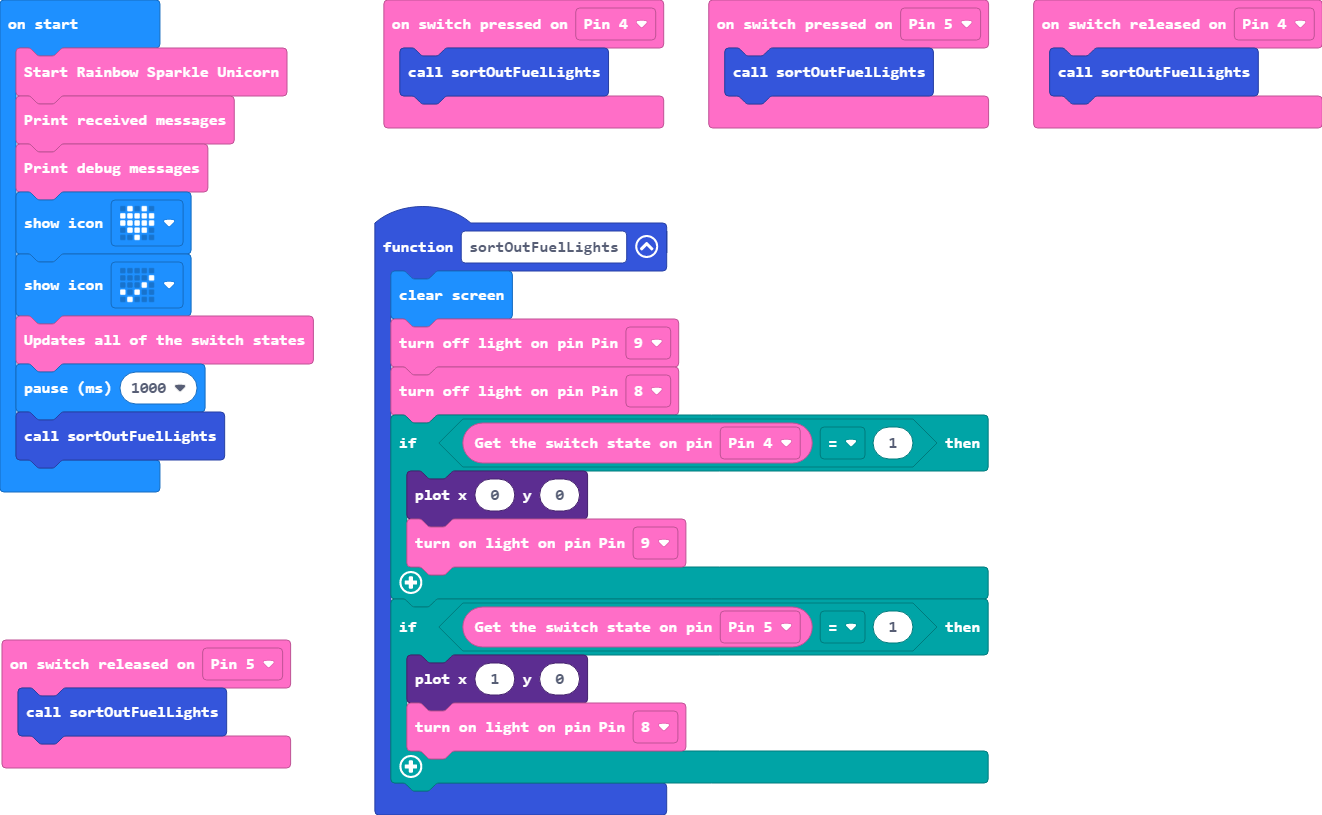 on start
Start Rainbow Sparkle Unicorn
Print received messages
Print debug messages
show icon
show icon
Updates all of the switch states
pause (ms) 1000
call sortOutFuelLights
on switch pressed on Pin 4
call sortOutFuelLights
on switch pressed on Pin 5
call sortOutFuelLights
on switch released on Pin 4
call sortOutFuelLights
function sortOutFuelLights
clear screen
turn off light on pin Pin 9
turn off light on pin Pin 8
if Get the switch state on pin Pin 4 = 1 then
plot x 0 y 0
turn on light on pin Pin 9
if Get the switch state on pin Pin 5 = 1 then
plot x 1 y 0
turn on light on pin Pin 8
on switch released on Pin 5
call sortOutFuelLights